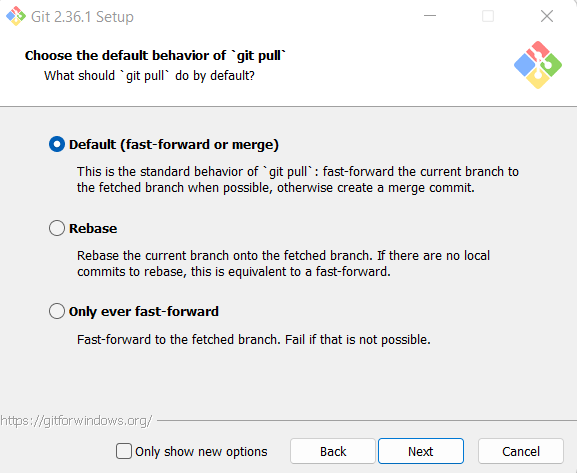 Git 2.36.1 Setup
Choose the default behavior of `git pull`
What should `git pull` do by default?
Default (fast-forward or merge)
This is the standard behavior of `git pull`: fast-forward the current branch to
the fetched branch when possible, otherwise create a merge commit.
Rebase
Rebase the current branch onto the fetched branch. If there are no local
commits to rebase, this is equivalent to a fast-forward.
Only ever fast-forward
Fast-forward to the fetched branch. Fail if that is not possible.
https://gitforwindows.org/
Only show new options
Back
Next
Cancel